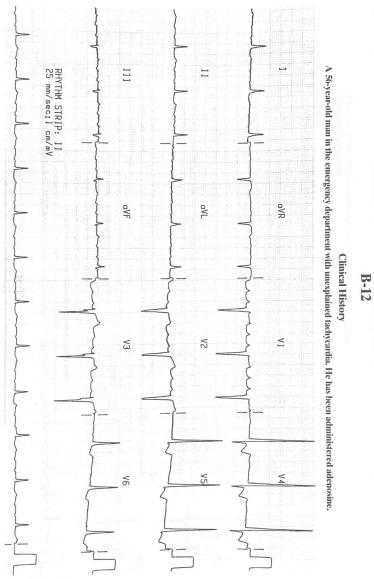 B-12
Clinical History
A 56-year-old man in the emergency department with unexplained tachycardia. He has been administered adenosine.
I
aVR
V1
V4
II
aVL
V2
V5
III
aVF
V3
V6
RHYTHM STRIP: II
25 mm/sec;1 cm/mV